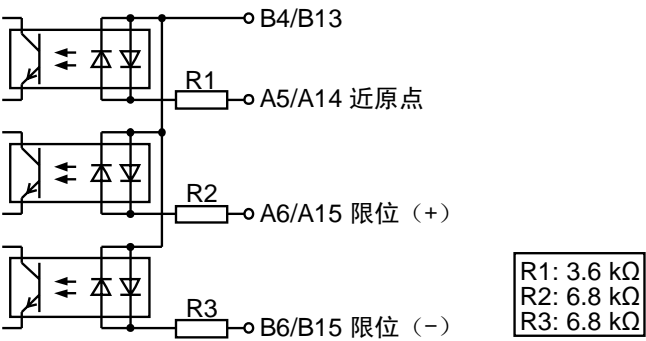 B4/B13
R1
A5/A14 近原点
R2
A6/A15 限位（+）
R3
B6/B15 限位（−）
R1: 3.6 kΩ
R2: 6.8 kΩ
R3: 6.8 kΩ